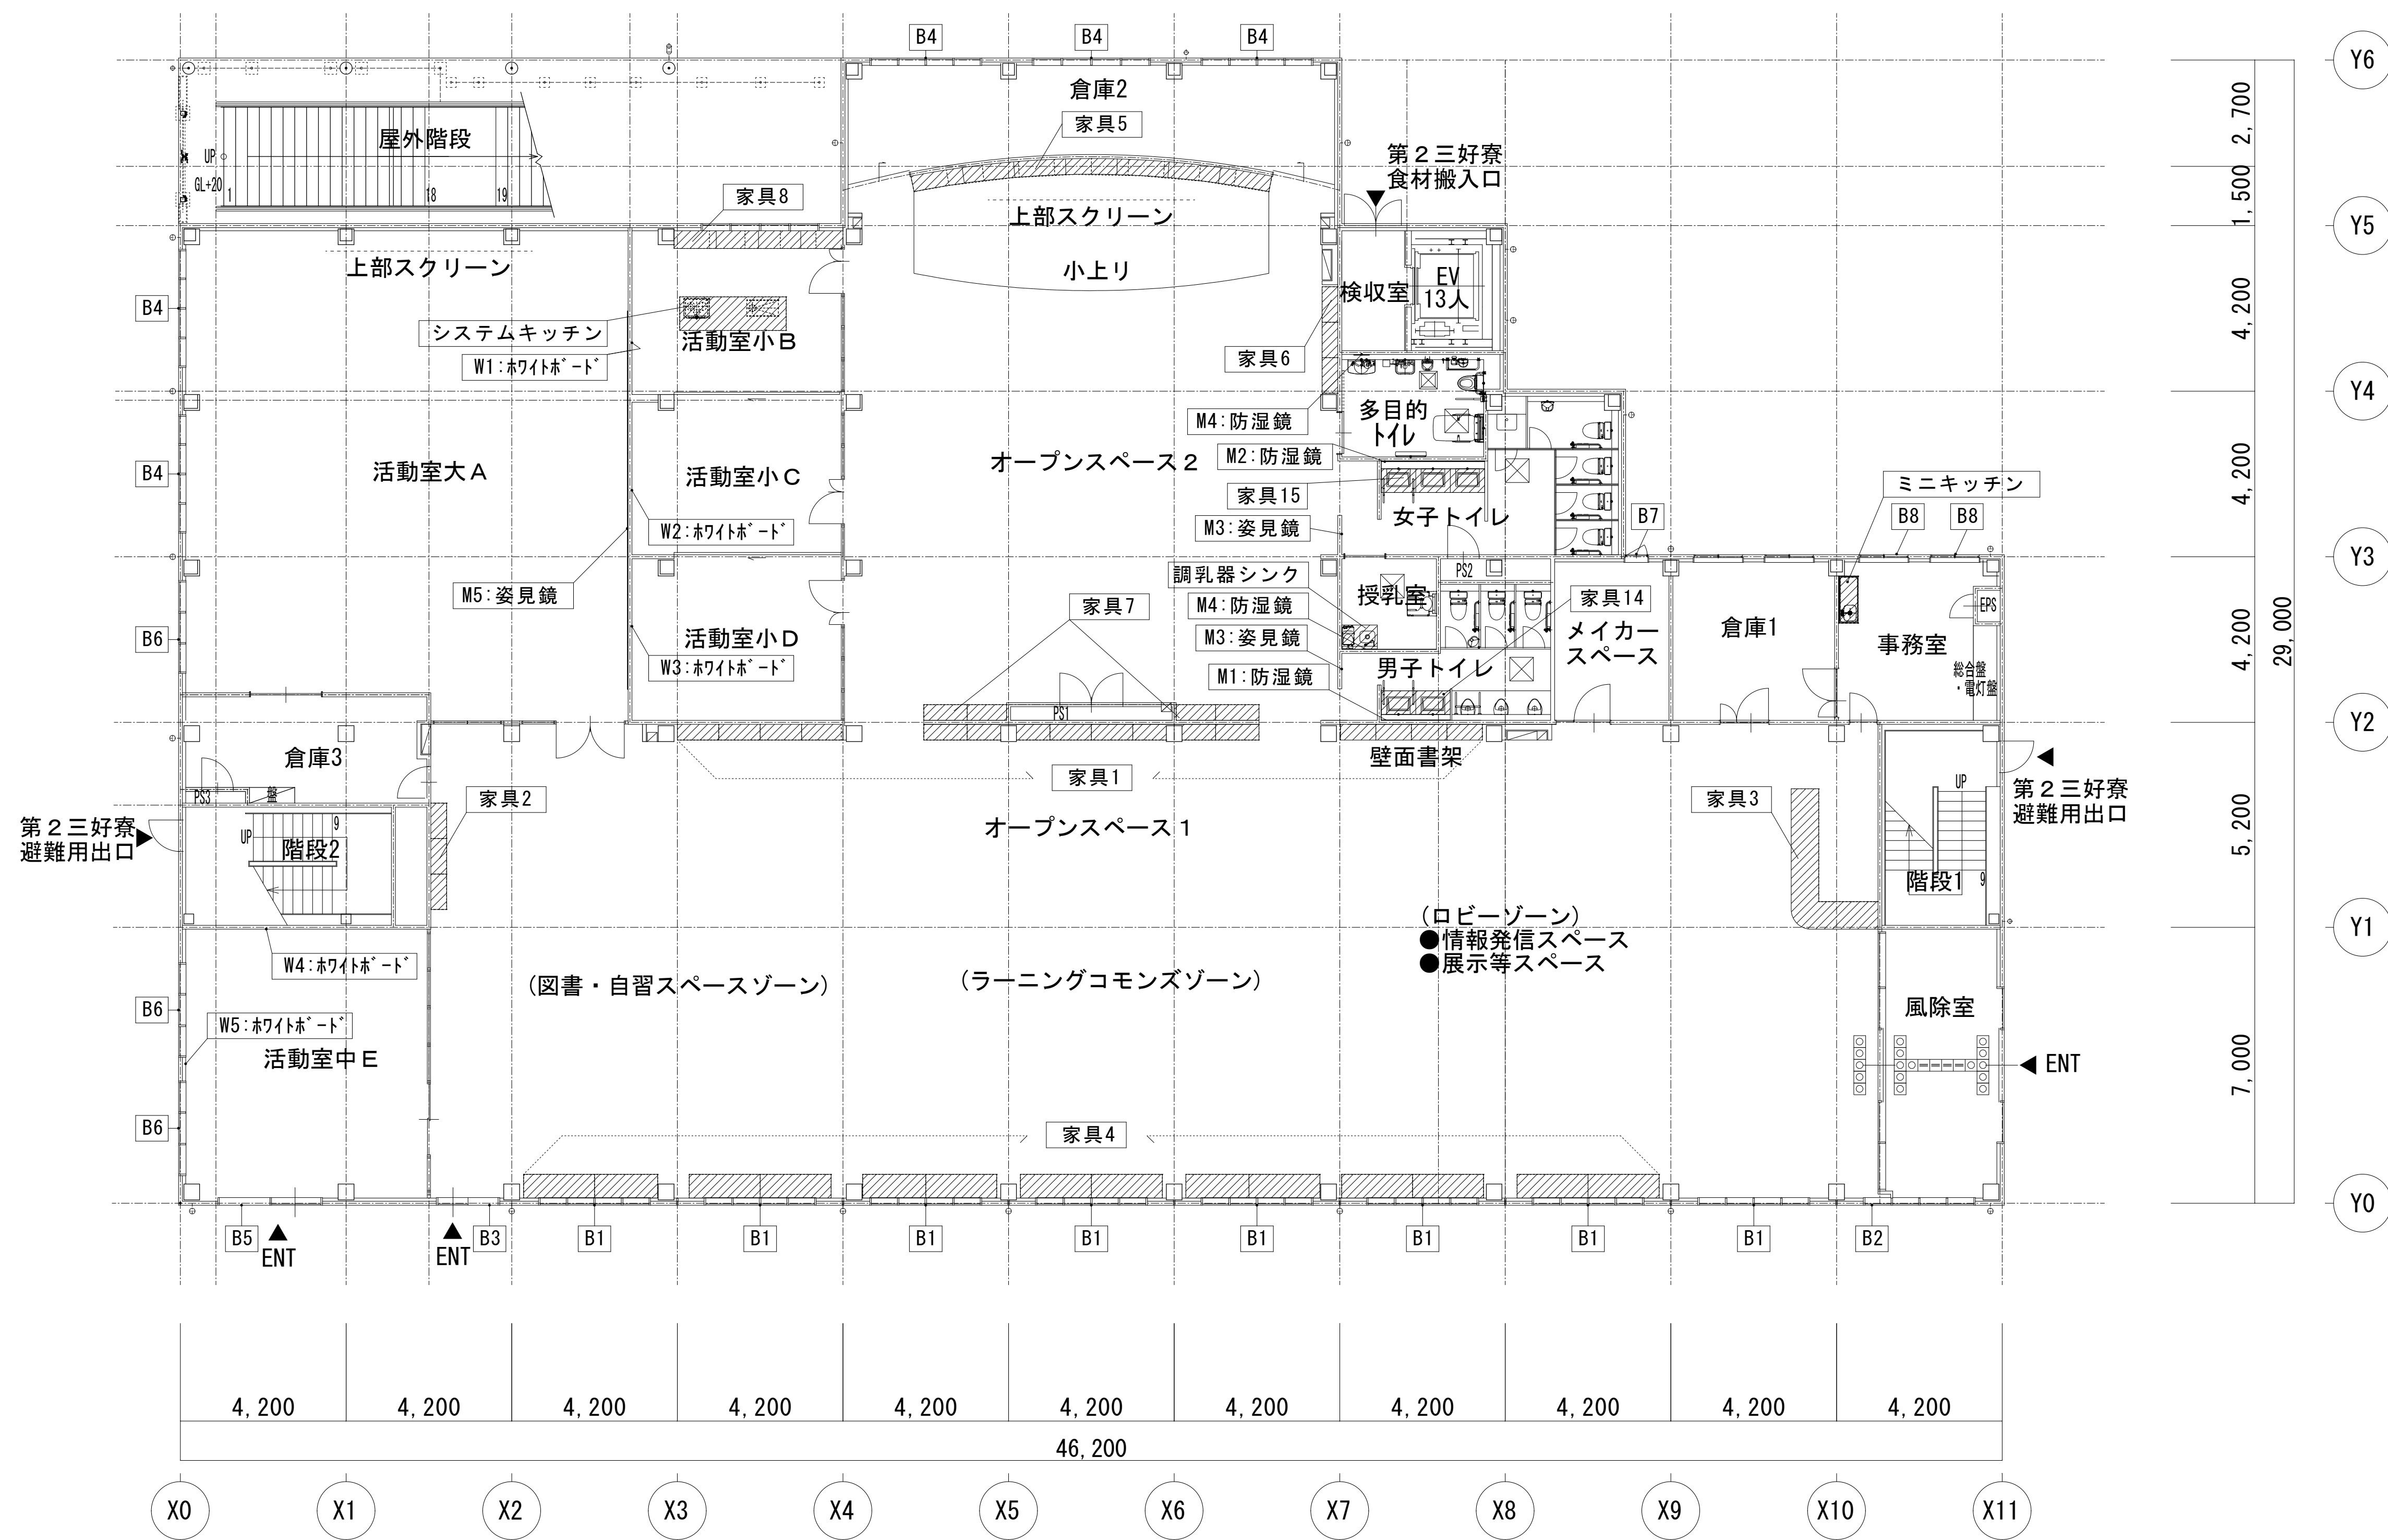 B4
B4
B4
Y6
倉庫2
家具5
2,700
屋外階段
UP
第2三好寮
食材搬入口
GL+20
1
18
19
家具8
上部スクリーン
1,500
Y5
上部スクリーン
小上り
検収室
EV
13人
B4
システムキッチン
活動室小B
W1:ホワイトボード
家具6
4,200
Y4
M4:防湿鏡
多目的
トイレ
活動室大A
活動室小C
オープンスペース2
M2:防湿鏡
B4
家具15
ミニキッチン
4,200
W2:ホワイトボード
M3:姿見鏡
女子トイレ
B7
B8
B8
Y3
PS2
M5:姿見鏡
調乳器シンク
授乳室
家具7
M4:防湿鏡
家具14
EPS
B6
活動室小D
M3:姿見鏡
メイカー
スペース
倉庫1
事務室
4,200
29,000
W3:ホワイトボード
M1:防湿鏡
男子トイレ
総合盤
・電灯盤
PS1
Y2
倉庫3
壁面書架
家具1
UP
第2三好寮
避難用出口
PS3
盤
家具2
家具3
第2三好寮
避難用出口
UP
9
階段2
オープンスペース1
5,200
階段1
9
(ロビーゾーン)
●情報発信スペース
●展示等スペース
Y1
W4:ホワイトボード
(図書・自習スペースゾーン)
(ラーニングコモンズゾーン)
B6
W5:ホワイトボード
風除室
活動室中E
ENT
7,000
B6
家具4
Y0
B5
ENT
ENT
B3
B1
B1
B1
B1
B1
B1
B1
B1
B2
4,200
4,200
4,200
4,200
4,200
4,200
4,200
4,200
4,200
4,200
4,200
46,200
X0
X1
X2
X3
X4
X5
X6
X7
X8
X9
X10
X11